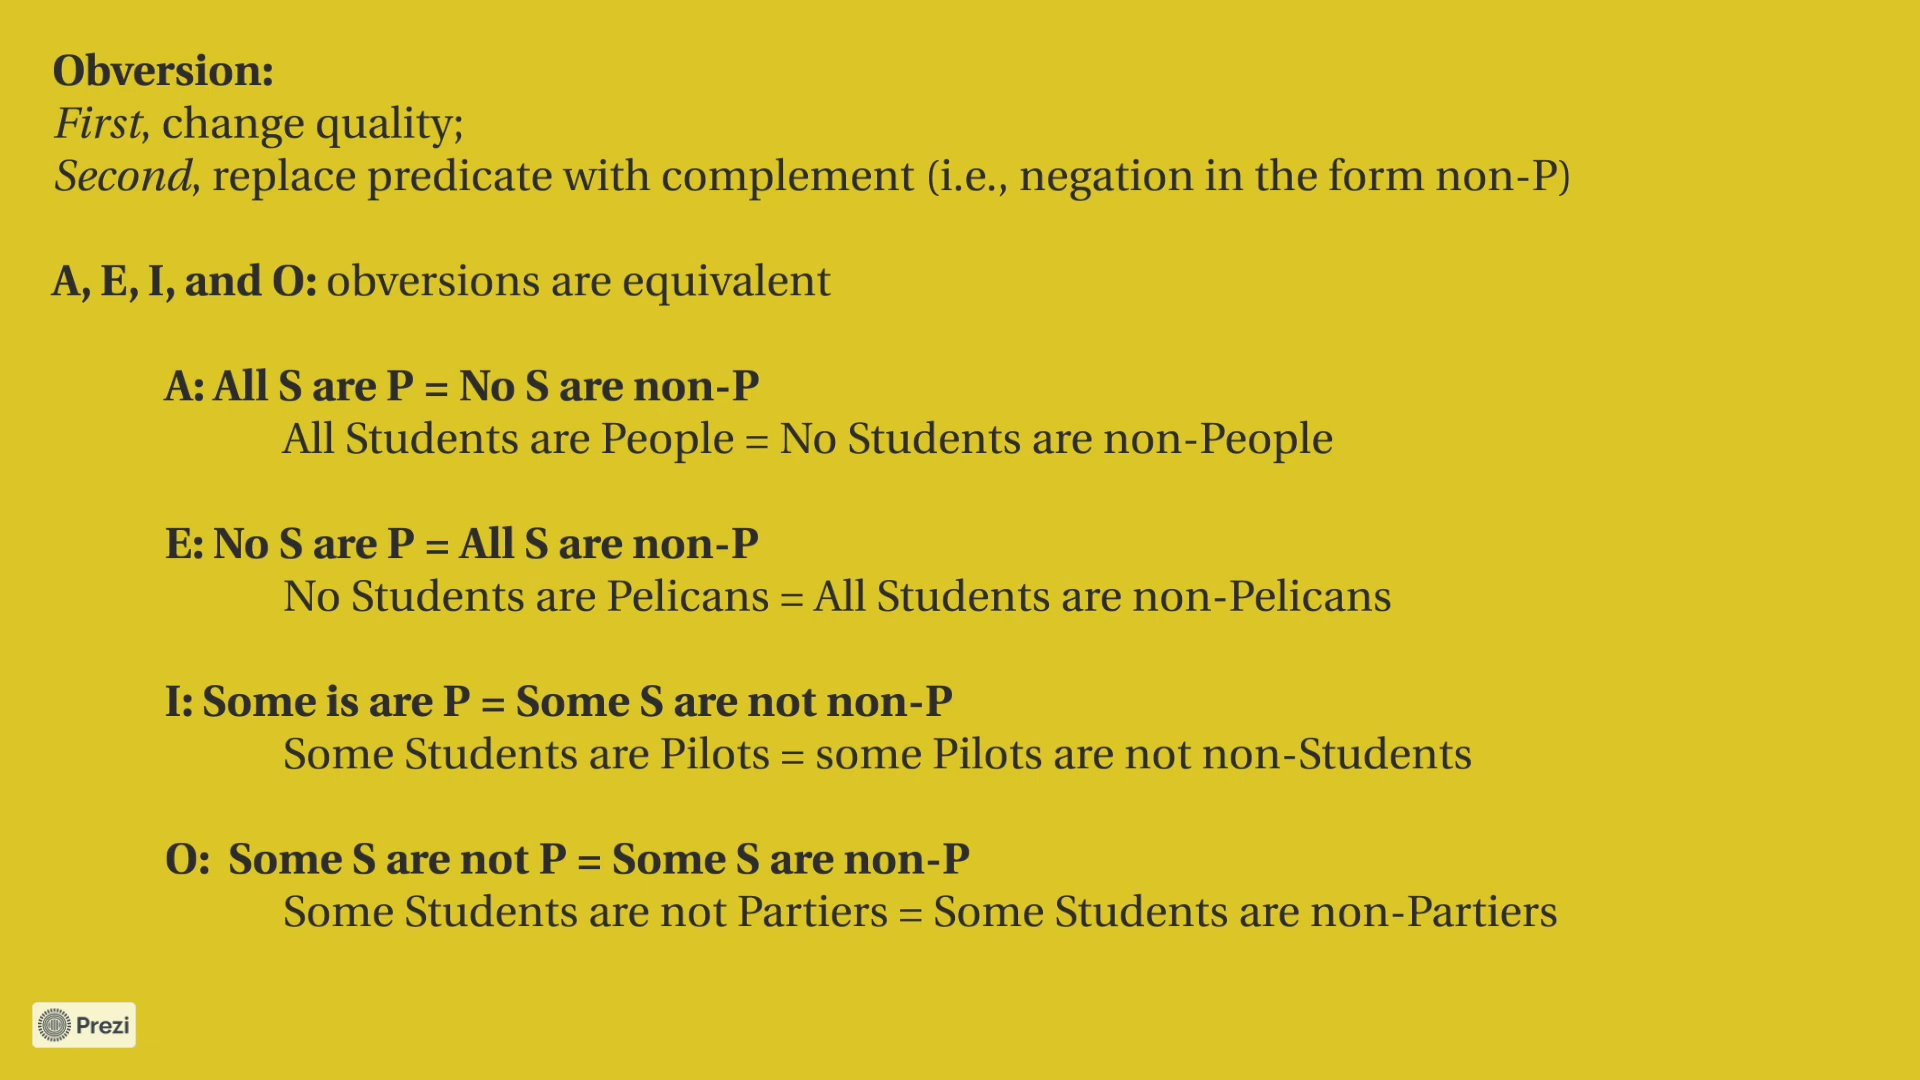 Obversion:
First, change quality;
Second, replace predicate with complement (i.e., negation in the form non-P)
A, E, I, and O: obversions are equivalent
A: All S are P = No S are non-P
All Students are People = No Students are non-People
E: No S are P = All S are non-P
No Students are Pelicans = All Students are non-Pelicans
I: Some is are P = Some S are not non-P
Some Students are Pilots = some Pilots are not non-Students
O: Some S are not P = Some S are non-P
Some Students are not Partiers = Some Students are non-Partiers
Prezi